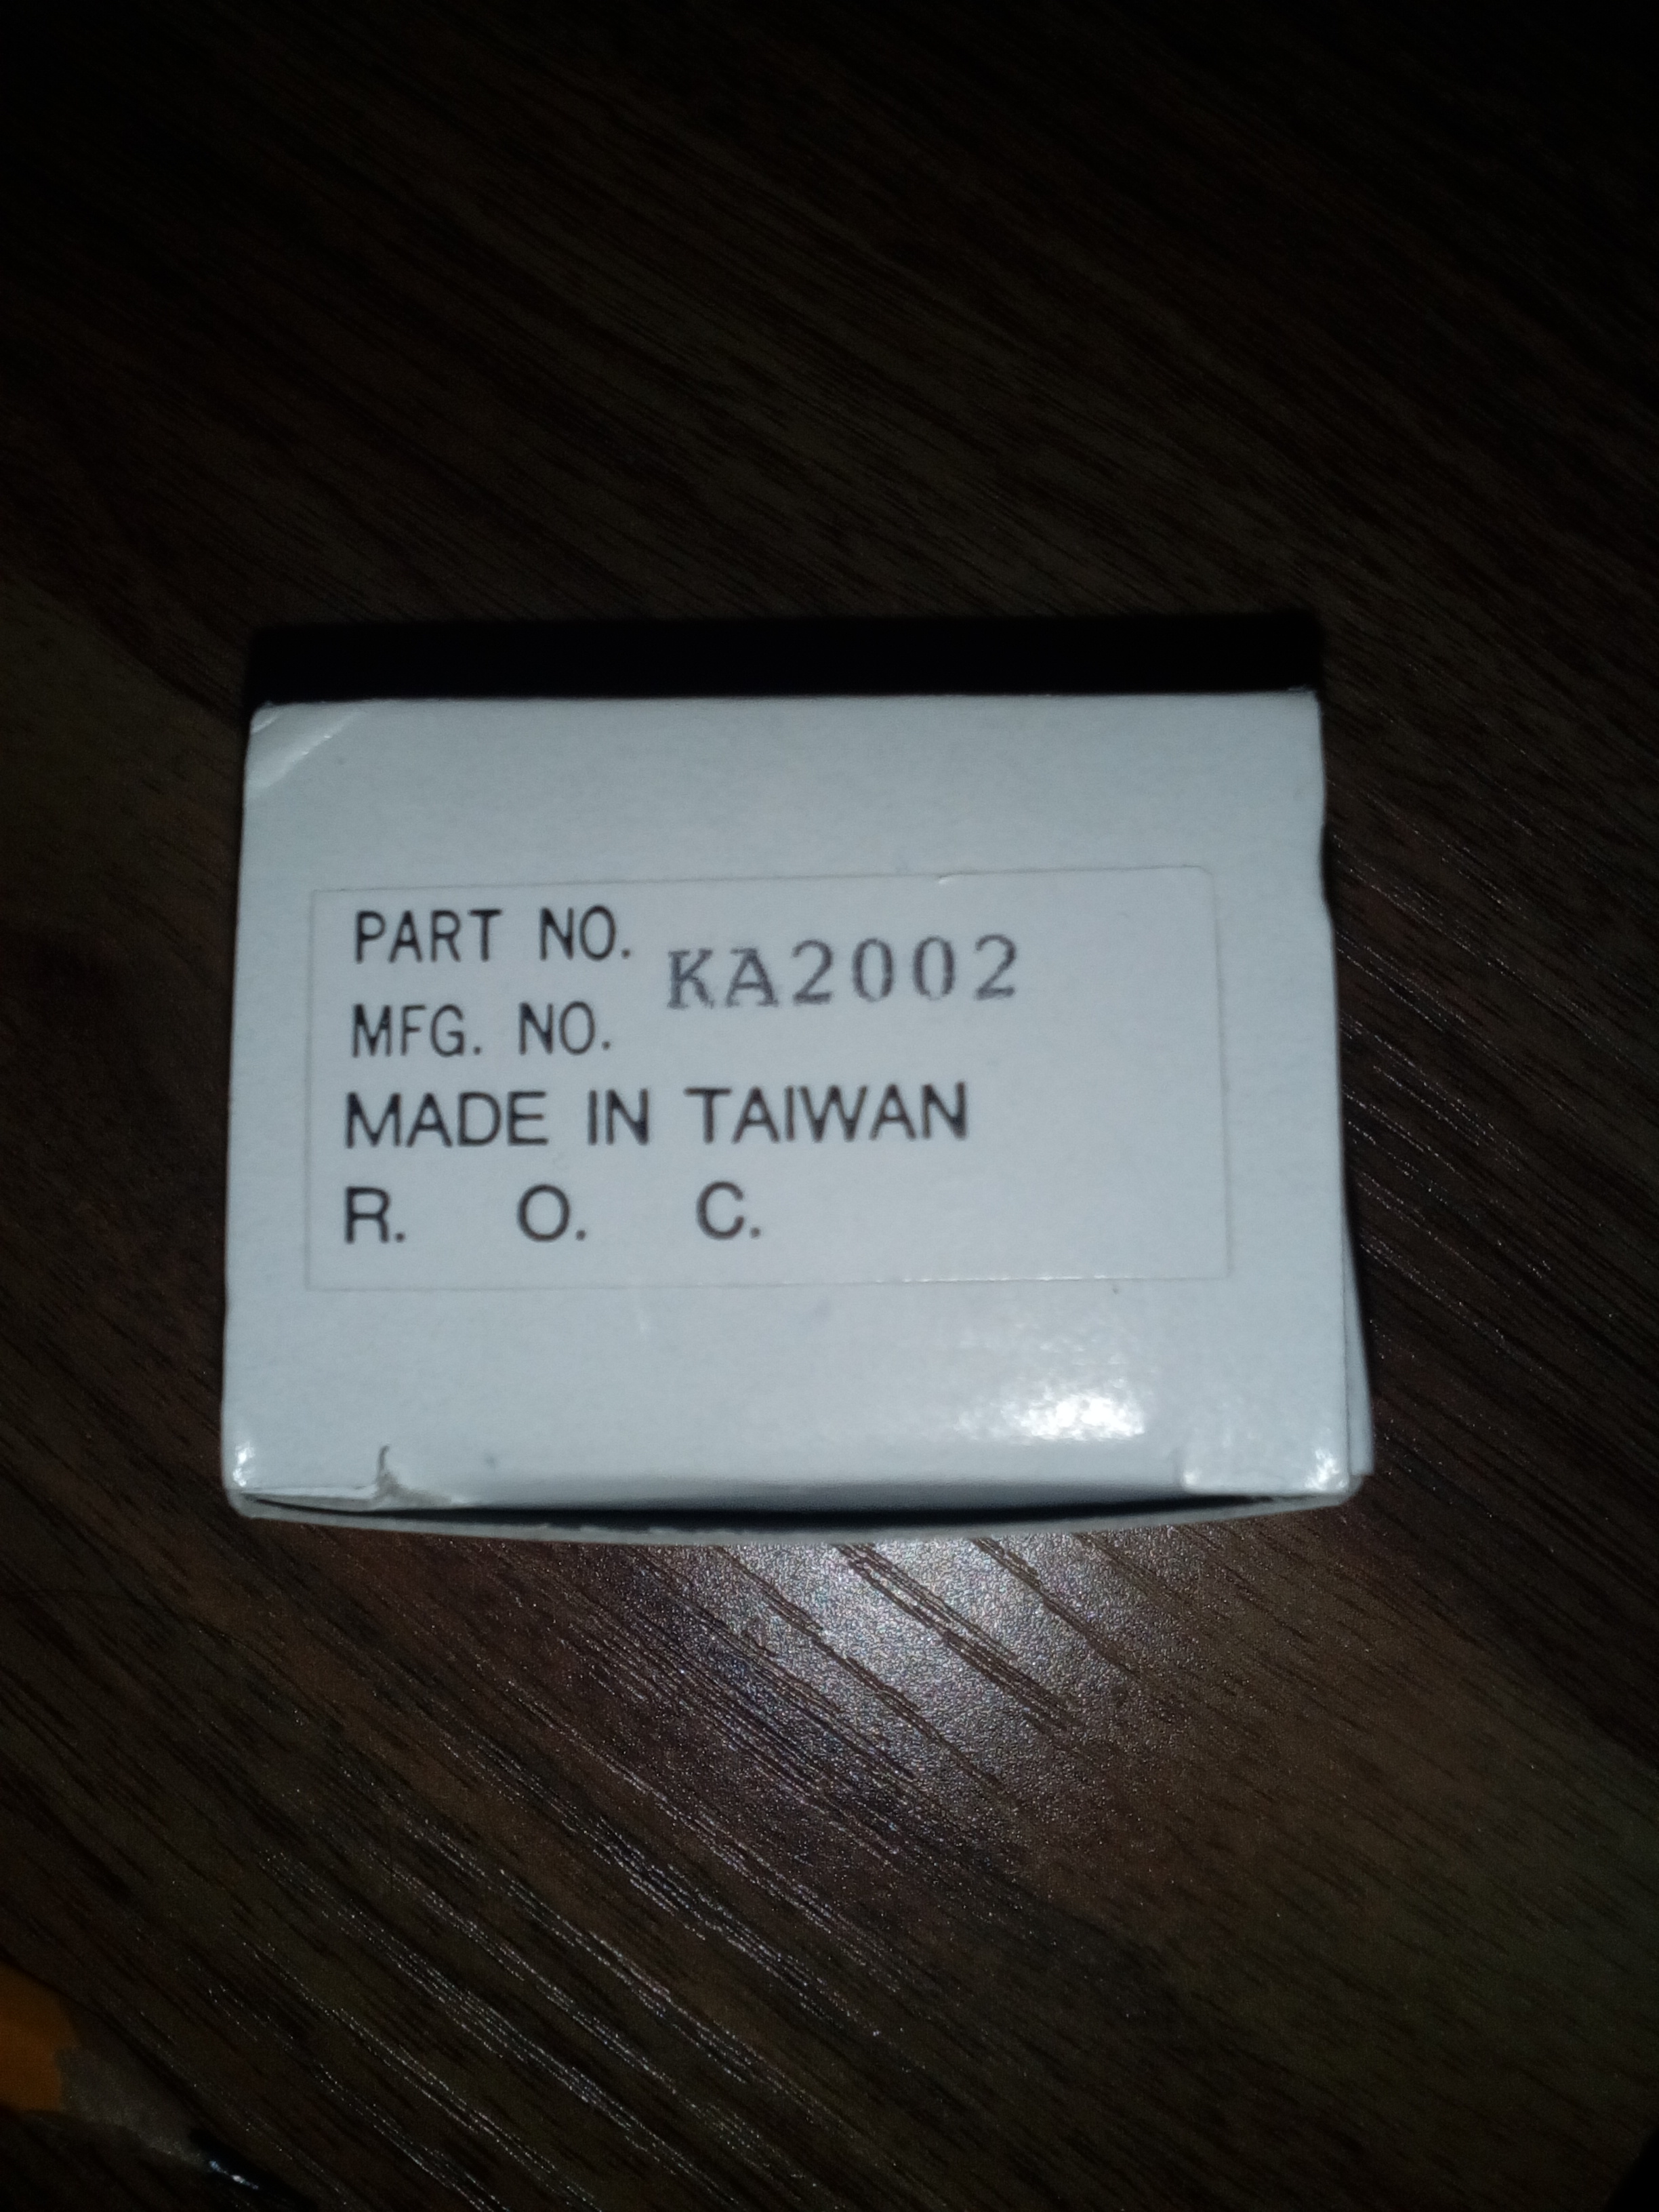 PART NO. KA2002
MFG. NO.
MADE IN TAIWAN
R. O. C.